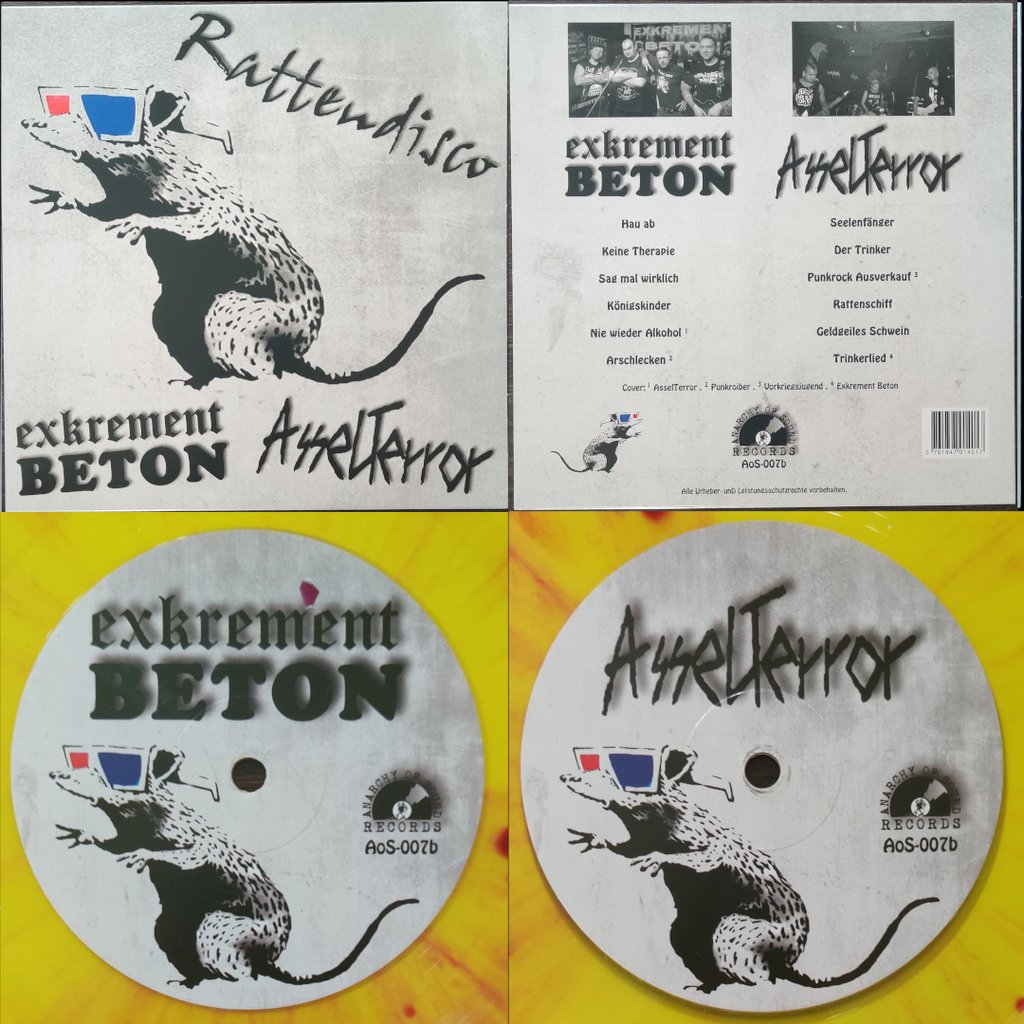 Rattendisco
exkrement
BETON
AsselTerror
EXKREMENT
BETON
exkrement
BETON
AsselTerror
Hau ab
Keine Therapie
Sag mal wirklich
Königskinder
Nie wieder Alkohol ¹
Arschlecken ²
Seelenfänger
Der Trinker
Punkrock Ausverkauf ³
Rattenschiff
Geldgeiles Schwein
Trinkerlied ⁴
Cover: ¹ AsselTerror , ² Punkroiber , ³ Vorkriegsjugend , ⁴ Exkrement Beton
ANARCHY OF SOUND
RECORDS
AoS-007b
Alle Urheber- und Leistungsschutzrechte vorbehalten.
exkrement
BETON
ANARCHY OF SOUND
RECORDS
AoS-007b
AsselTerror
ANARCHY OF SOUND
RECORDS
AoS-007b